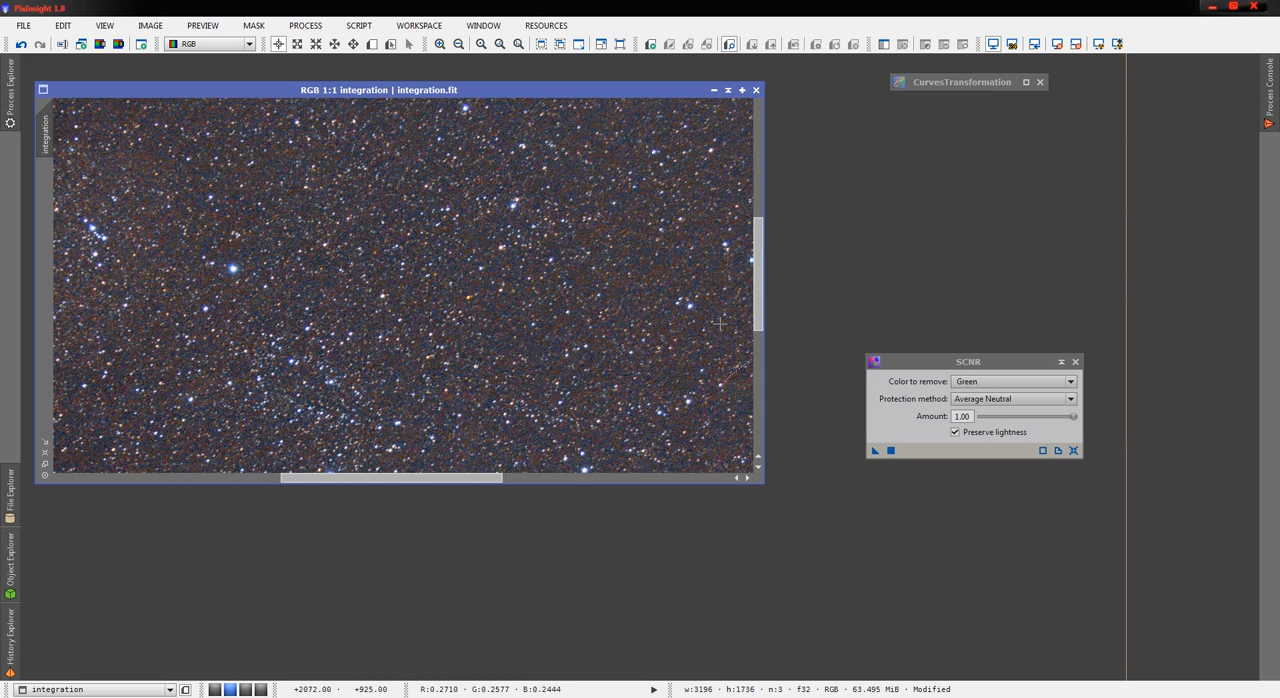 PixInsight 1.8
FILE EDIT VIEW IMAGE PREVIEW MASK PROCESS SCRIPT WORKSPACE WINDOW RESOURCES
RGB
Process Explorer
File Explorer
Object Explorer
History Explorer
RGB 1:1 integration | integration.fit
integration
CurvesTransformation
Process Console
SCNR
Color to remove: Green
Protection method: Average Neutral
Amount: 1.00
Preserve lightness
integration +2072.00 · +925.00 R:0.2710 · G:0.2577 · B:0.2444 w:3196 · h:1736 · n:3 · f32 · RGB · 63.495 MiB · Modified